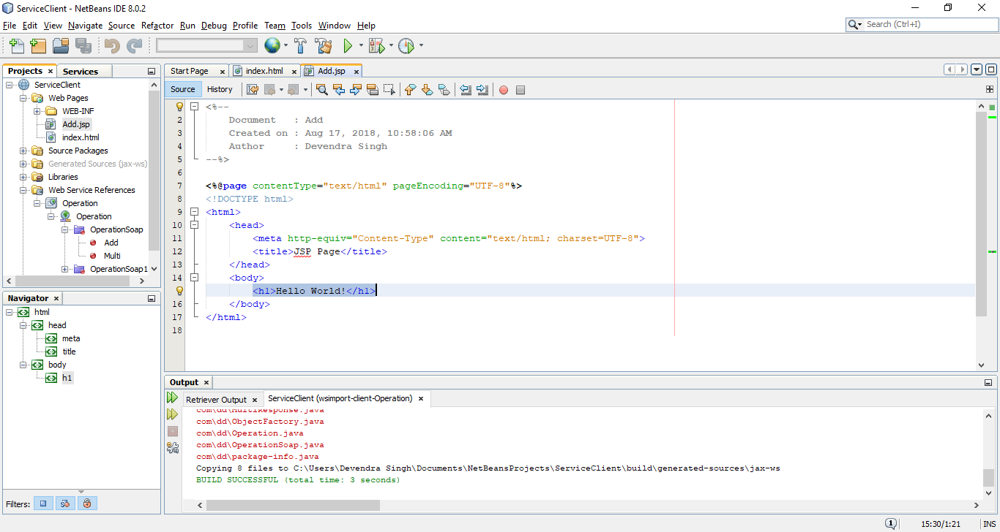 ServiceClient - NetBeans IDE 8.0.2
File Edit View Navigate Source Refactor Run Debug Profile Team Tools Window Help
Search (Ctrl+I)
Projects × Services
ServiceClient
Web Pages
WEB-INF
Add.jsp
index.html
Source Packages
Generated Sources (jax-ws)
Libraries
Web Service References
Operation
Operation
OperationSoap
Add
Multi
OperationSoap1
Navigator ×
html
head
meta
title
body
h1
Filters:
Start Page × index.html × Add.jsp ×
Source History
<%--
2 Document : Add
3 Created on : Aug 17, 2018, 10:58:06 AM
4 Author : Devendra Singh
5 --%>
6
7 <%@page contentType="text/html" pageEncoding="UTF-8"%>
8 <!DOCTYPE html>
9 <html>
10 <head>
11 <meta http-equiv="Content-Type" content="text/html; charset=UTF-8">
12 <title>JSP Page</title>
13 </head>
14 <body>
<h1>Hello World!</h1>
16 </body>
17 </html>
18
Output ×
Retriever Output × ServiceClient (wsimport-client-Operation) ×
com\dd\MultiResponse.java
com\dd\ObjectFactory.java
com\dd\Operation.java
com\dd\OperationSoap.java
com\dd\package-info.java
Copying 8 files to C:\Users\Devendra Singh\Documents\NetBeansProjects\ServiceClient\build\generated-sources\jax-ws
BUILD SUCCESSFUL (total time: 3 seconds)
1 15:30/1:21 INS